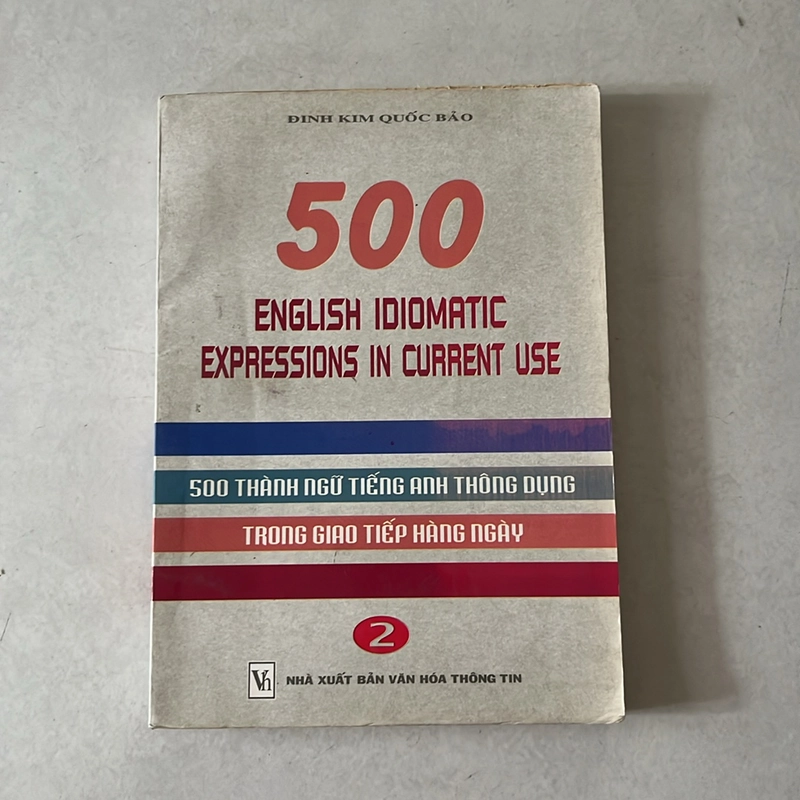 ĐINH KIM QUỐC BẢO
500
ENGLISH IDIOMATIC
EXPRESSIONS IN CURRENT USE
500 THÀNH NGỮ TIẾNG ANH THÔNG DỤNG
TRONG GIAO TIẾP HÀNG NGÀY
2
Vh NHÀ XUẤT BẢN VĂN HÓA THÔNG TIN